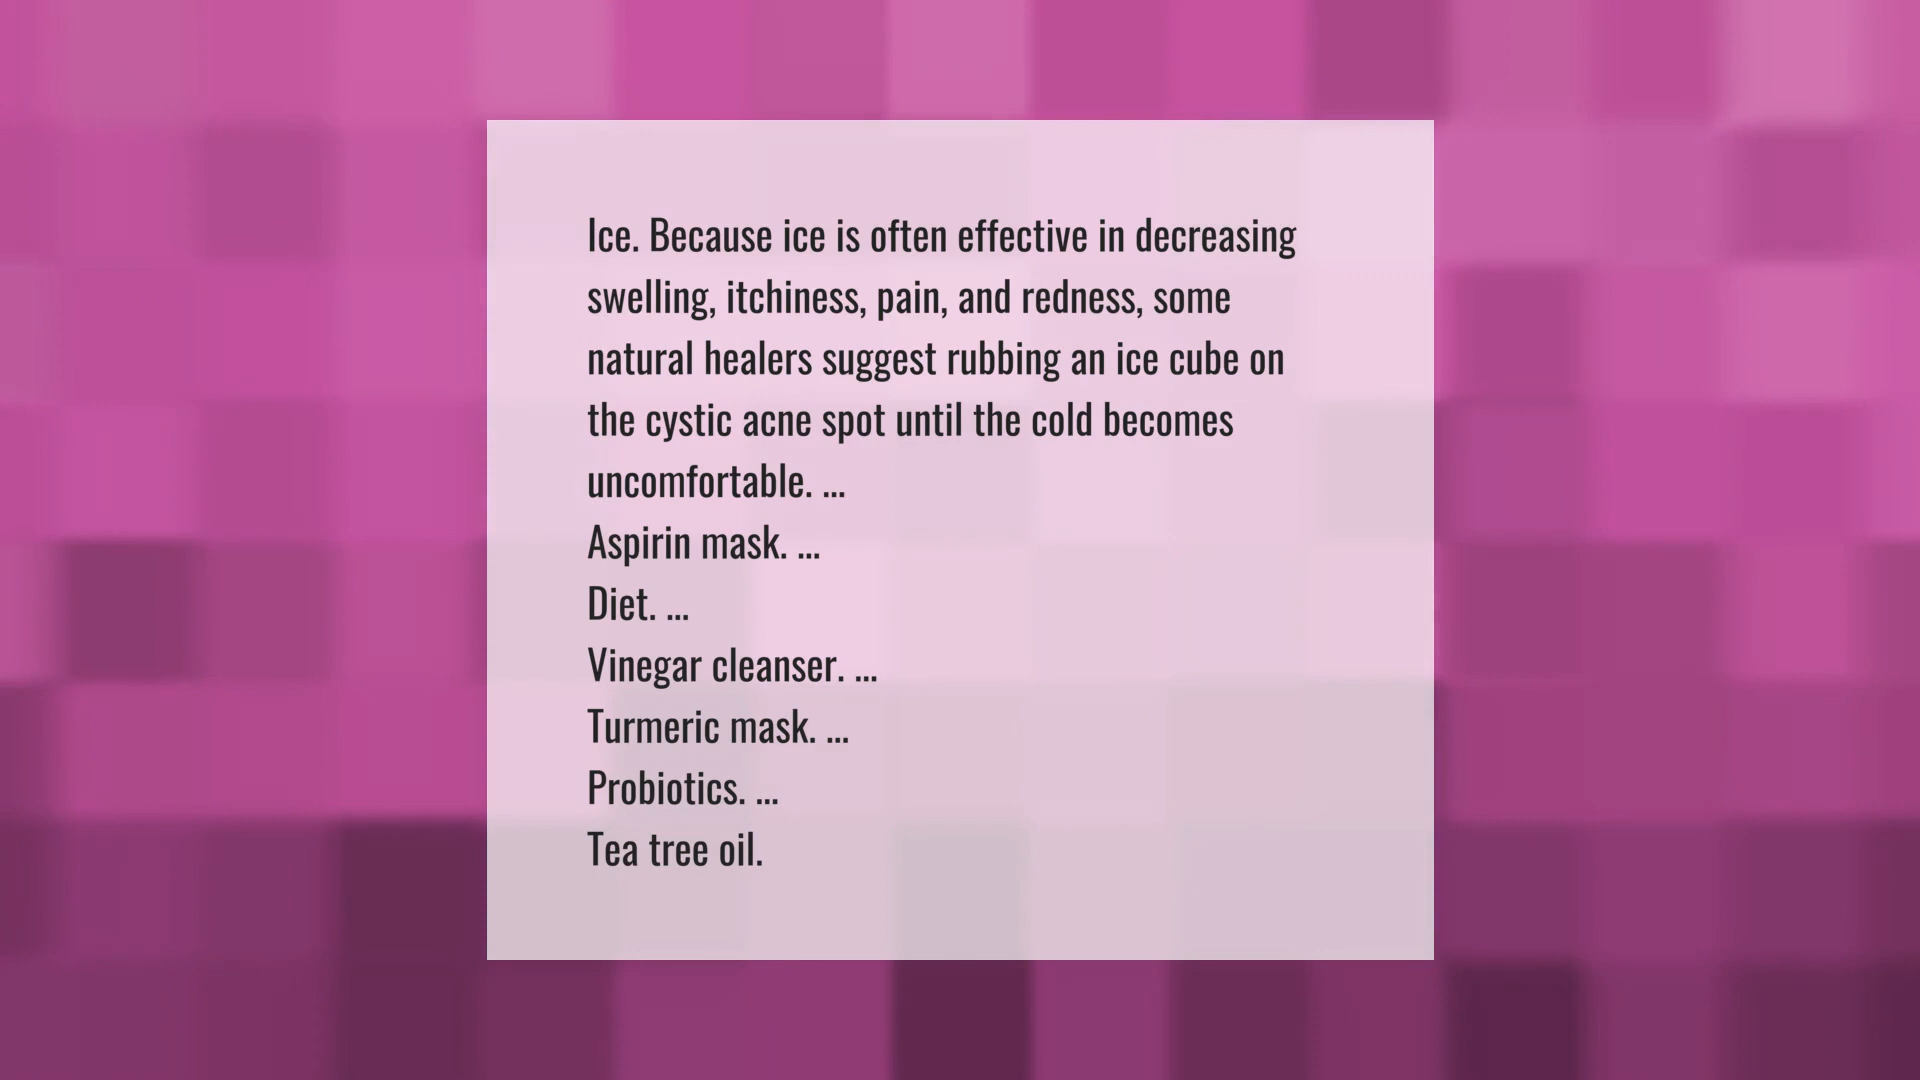 Ice. Because ice is often effective in decreasing
swelling, itchiness, pain, and redness, some
natural healers suggest rubbing an ice cube on
the cystic acne spot until the cold becomes
uncomfortable. ...
Aspirin mask. ...
Diet. ...
Vinegar cleanser. ...
Turmeric mask. ...
Probiotics. ...
Tea tree oil.